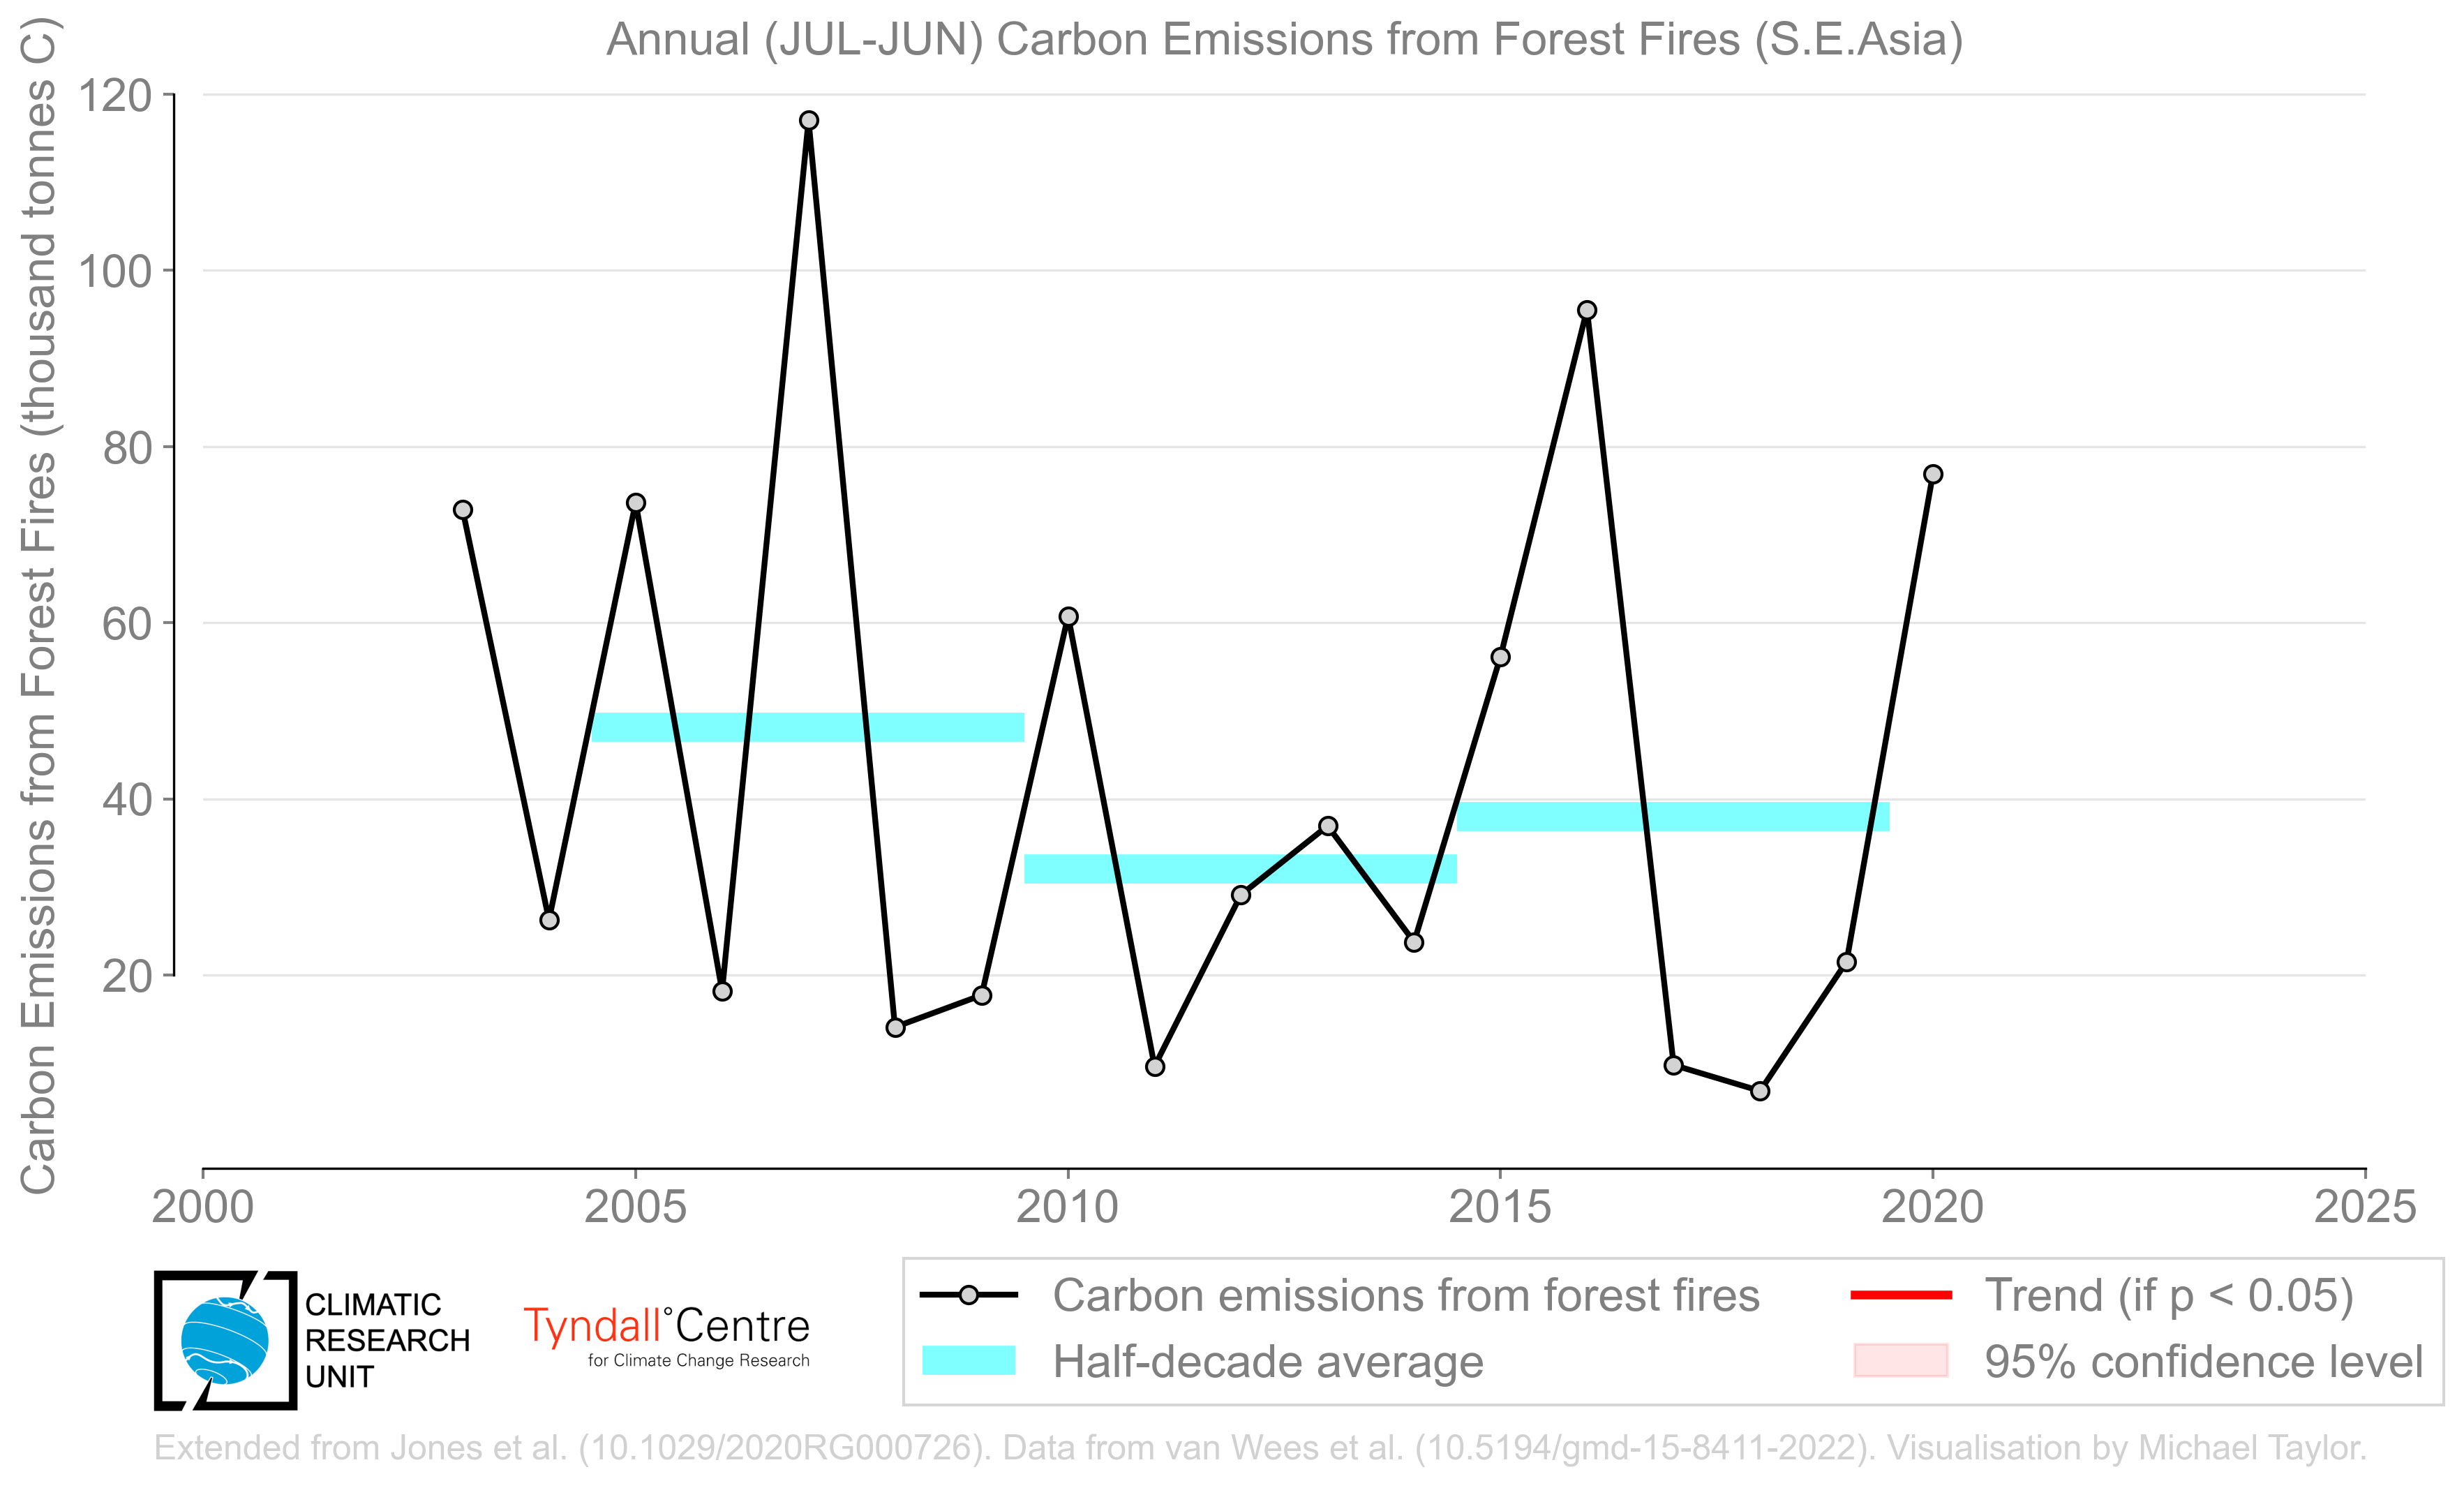 Annual (JUL-JUN) Carbon Emissions from Forest Fires (S.E.Asia)
Carbon Emissions from Forest Fires (thousand tonnes C)
120
100
80
60
40
20
2000 2005 2010 2015 2020 2025
CLIMATIC
RESEARCH
UNIT
Tyndall°Centre
for Climate Change Research
Carbon emissions from forest fires
Half-decade average
Trend (if p < 0.05)
95% confidence level
Extended from Jones et al. (10.1029/2020RG000726). Data from van Wees et al. (10.5194/gmd-15-8411-2022). Visualisation by Michael Taylor.